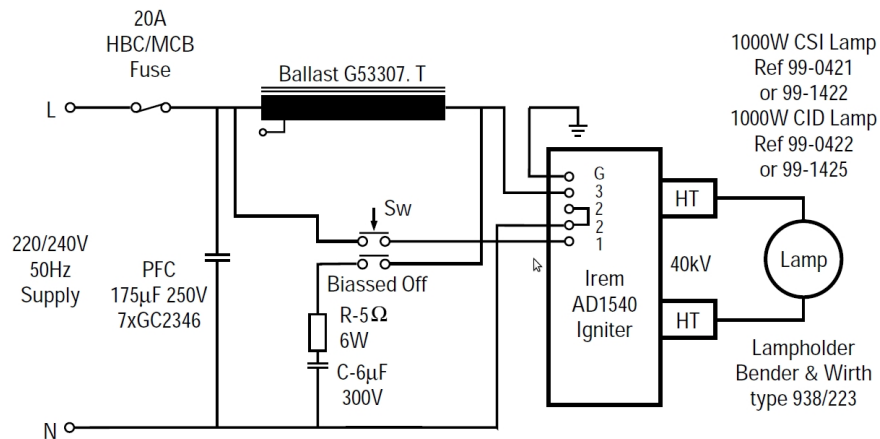 20A
HBC/MCB
Fuse
Ballast G53307. T
L
1000W CSI Lamp
Ref 99-0421
or 99-1422
1000W CID Lamp
Ref 99-0422
or 99-1425
G
3
2
2
1
HT
Sw
220/240V
50Hz
Supply
PFC
175µF 250V
7xGC2346
Biassed Off
R-5Ω
6W
C-6µF
300V
Irem
AD1540
Igniter
40kV
Lamp
HT
Lampholder
Bender & Wirth
type 938/223
N